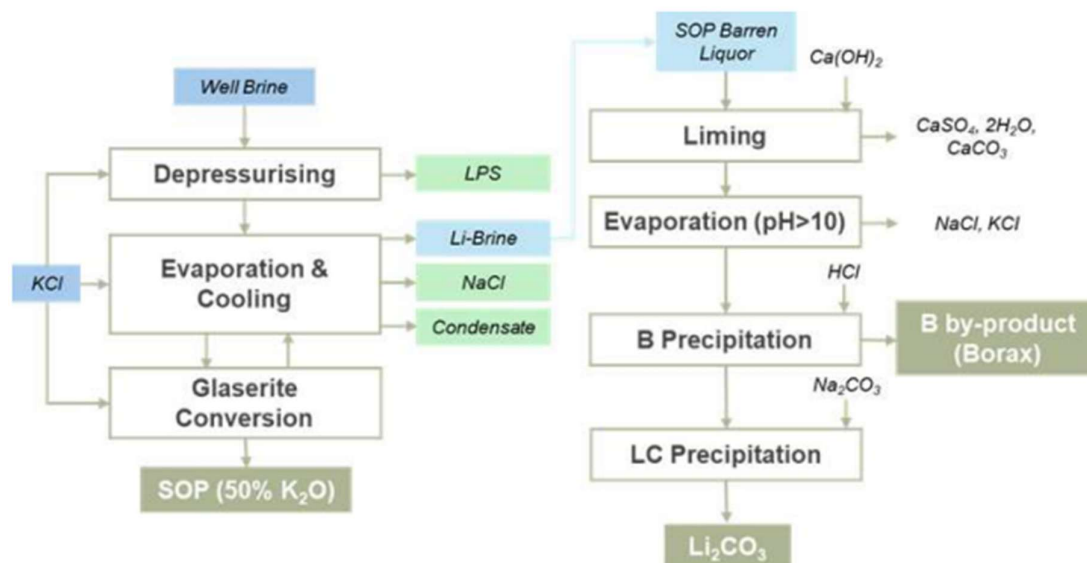 Well Brine
Depressurising
LPS
Evaporation &
Cooling
Li-Brine
NaCl
Condensate
KCl
Glaserite
Conversion
SOP (50% K₂O)
SOP Barren
Liquor
Ca(OH)₂
Liming
CaSO₄, 2H₂O,
CaCO₃
Evaporation (pH>10)
NaCl, KCl
HCl
B Precipitation
B by-product
(Borax)
Na₂CO₃
LC Precipitation
Li₂CO₃